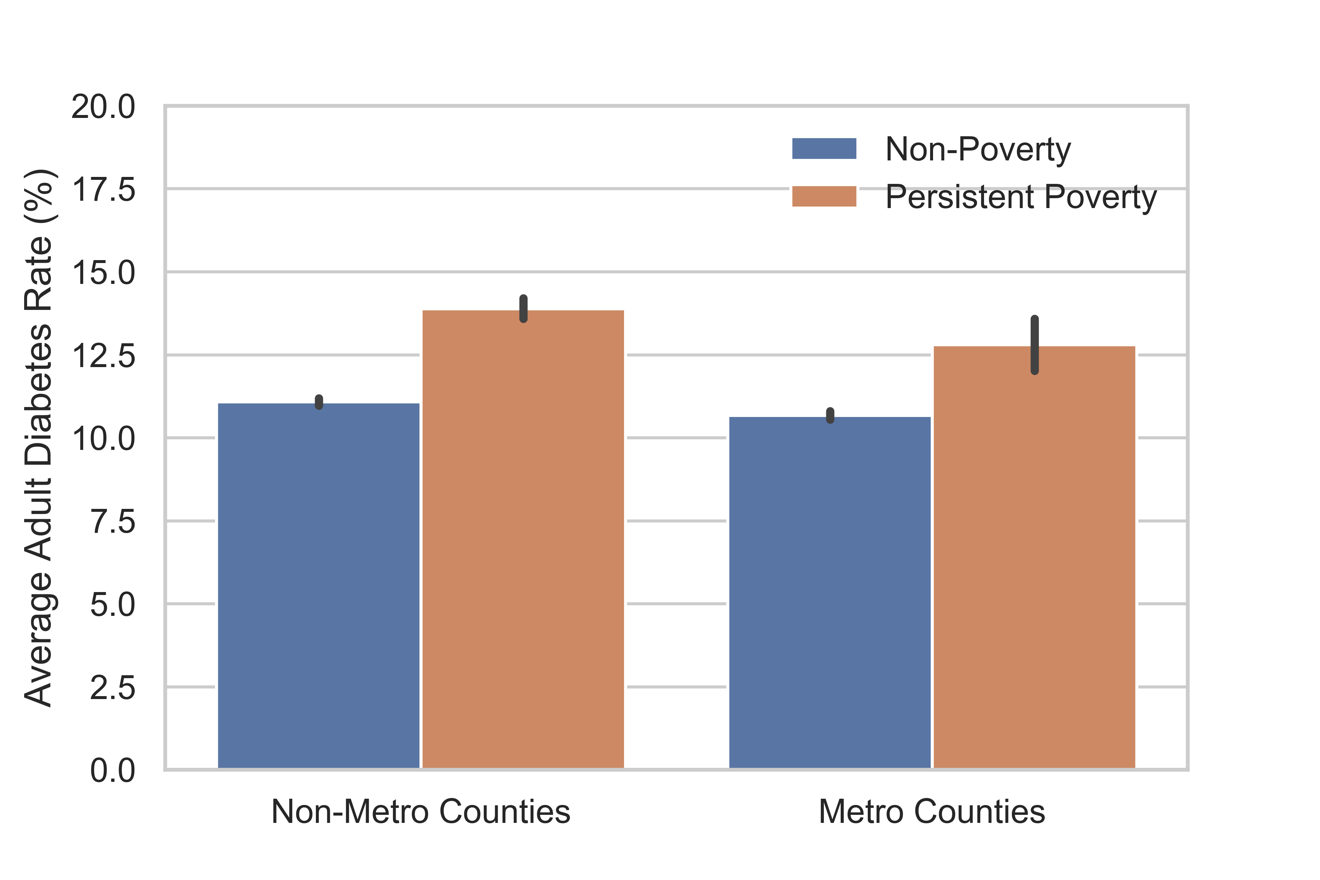 Average Adult Diabetes Rate (%)
20.0
17.5
15.0
12.5
10.0
7.5
5.0
2.5
0.0
Non-Poverty
Persistent Poverty
Non-Metro Counties
Metro Counties